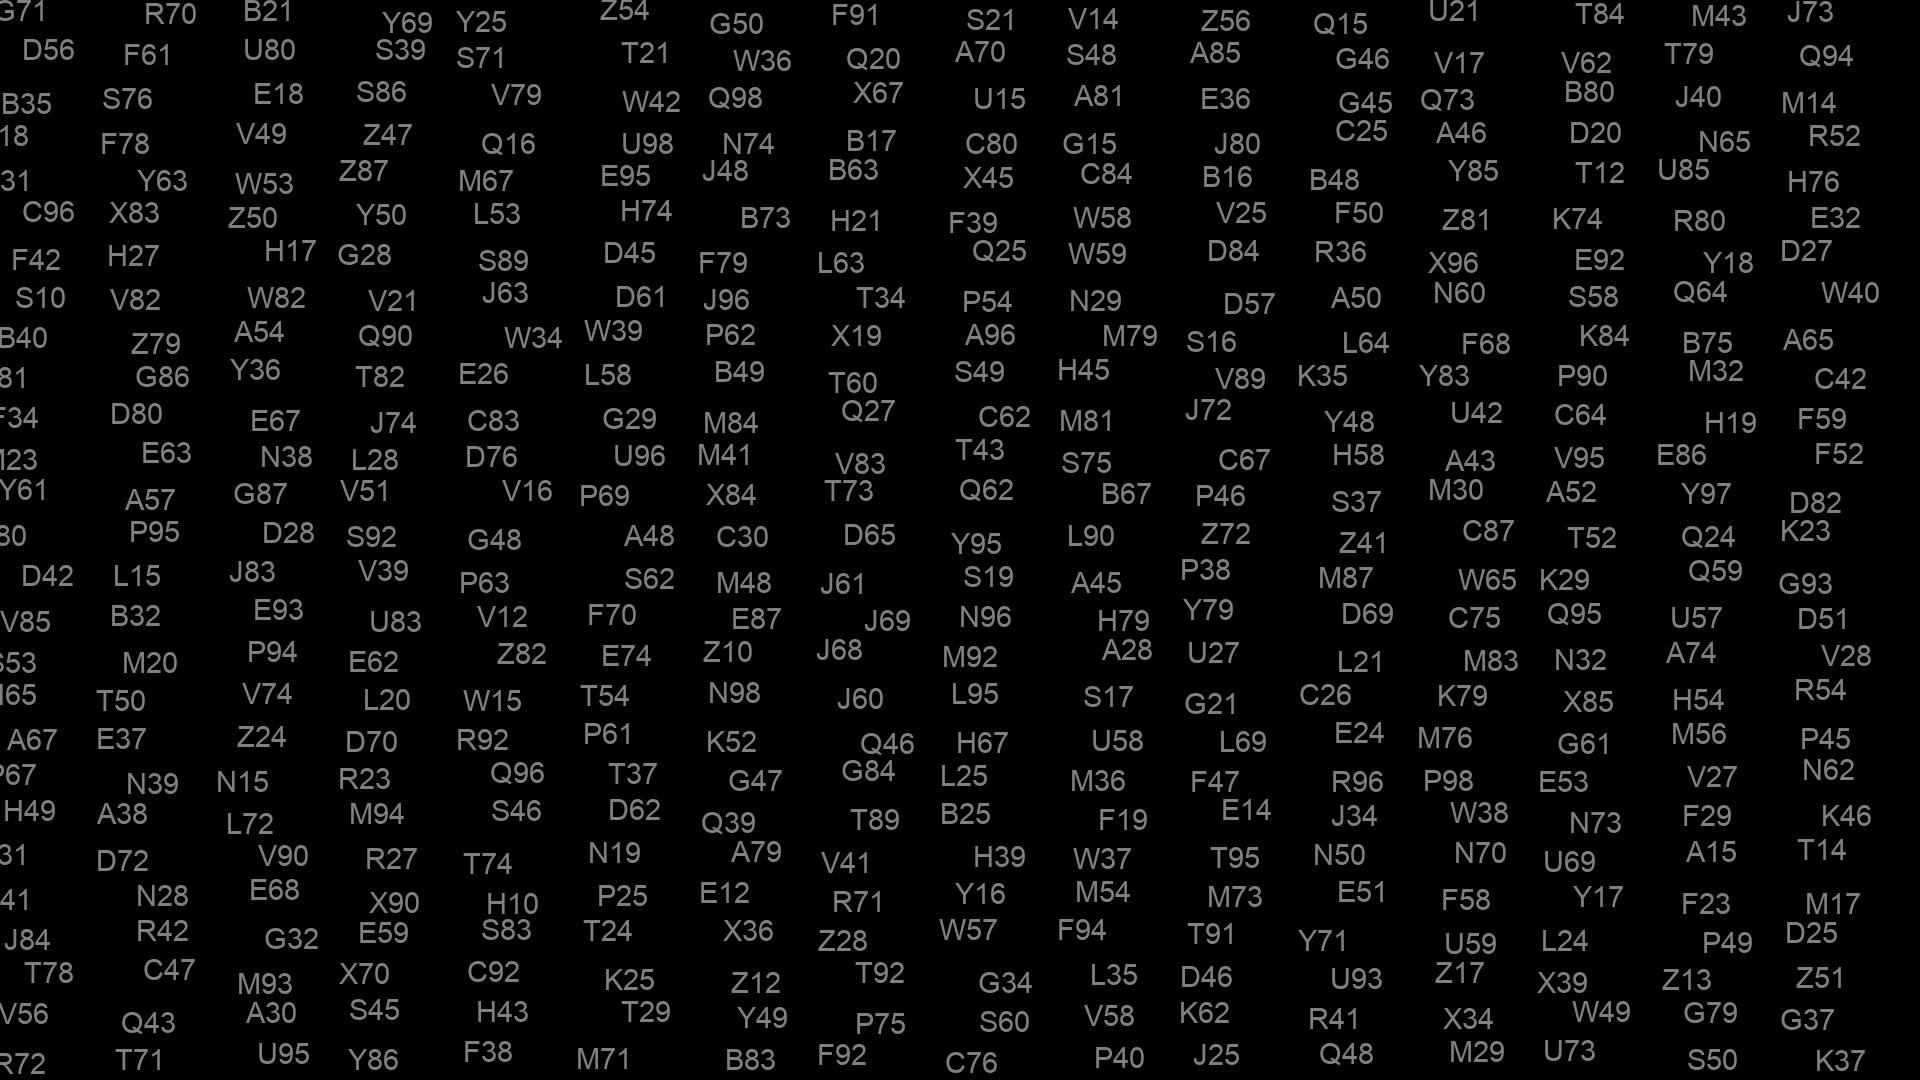 G71 R70 B21 Y69 Y25 Z54 G50 F91 S21 V14 Z56 Q15 U21 T84 M43 J73
D56 F61 U80 S39 S71 T21 W36 Q20 A70 S48 A85 G46 V17 V62 T79 Q94
B35 S76 E18 S86 V79 W42 Q98 X67 U15 A81 E36 G45 Q73 B80 J40 M14
18 F78 V49 Z47 Q16 U98 N74 B17 C80 G15 J80 C25 A46 D20 N65 R52
31 Y63 W53 Z87 M67 E95 J48 B63 X45 C84 B16 B48 Y85 T12 U85 H76
C96 X83 Z50 Y50 L53 H74 B73 H21 F39 W58 V25 F50 Z81 K74 R80 E32
F42 H27 H17 G28 S89 D45 F79 L63 Q25 W59 D84 R36 X96 E92 Y18 D27
S10 V82 W82 V21 J63 D61 J96 T34 P54 N29 D57 A50 N60 S58 Q64 W40
B40 Z79 A54 Q90 W34 W39 P62 X19 A96 M79 S16 L64 F68 K84 B75 A65
81 G86 Y36 T82 E26 L58 B49 T60 S49 H45 V89 K35 Y83 P90 M32 C42
F34 D80 E67 J74 C83 G29 M84 Q27 C62 M81 J72 Y48 U42 C64 H19 F59
23 E63 N38 L28 D76 U96 M41 V83 T43 S75 C67 H58 A43 V95 E86 F52
Y61 A57 G87 V51 V16 P69 X84 T73 Q62 B67 P46 S37 M30 A52 Y97 D82
80 P95 D28 S92 G48 A48 C30 D65 Y95 L90 Z72 Z41 C87 T52 Q24 K23
D42 L15 J83 V39 P63 S62 M48 J61 S19 A45 P38 M87 W65 K29 Q59 G93
V85 B32 E93 U83 V12 F70 E87 J69 N96 H79 Y79 D69 C75 Q95 U57 D51
S53 M20 P94 E62 Z82 E74 Z10 J68 M92 A28 U27 L21 M83 N32 A74 V28
65 T50 V74 L20 W15 T54 N98 J60 L95 S17 G21 C26 K79 X85 H54 R54
A67 E37 Z24 D70 R92 P61 K52 Q46 H67 U58 L69 E24 M76 G61 M56 P45
P67 N39 N15 R23 Q96 T37 G47 G84 L25 M36 F47 R96 P98 E53 V27 N62
H49 A38 L72 M94 S46 D62 Q39 T89 B25 F19 E14 J34 W38 N73 F29 K46
31 D72 V90 R27 T74 N19 A79 V41 H39 W37 T95 N50 N70 U69 A15 T14
41 N28 E68 X90 H10 P25 E12 R71 Y16 M54 M73 E51 F58 Y17 F23 M17
J84 R42 G32 E59 S83 T24 X36 Z28 W57 F94 T91 Y71 U59 L24 P49 D25
T78 C47 M93 X70 C92 K25 Z12 T92 G34 L35 D46 U93 Z17 X39 Z13 Z51
V56 Q43 A30 S45 H43 T29 Y49 P75 S60 V58 K62 R41 X34 W49 G79 G37
R72 T71 U95 Y86 F38 M71 B83 F92 C76 P40 J25 Q48 M29 U73 S50 K37